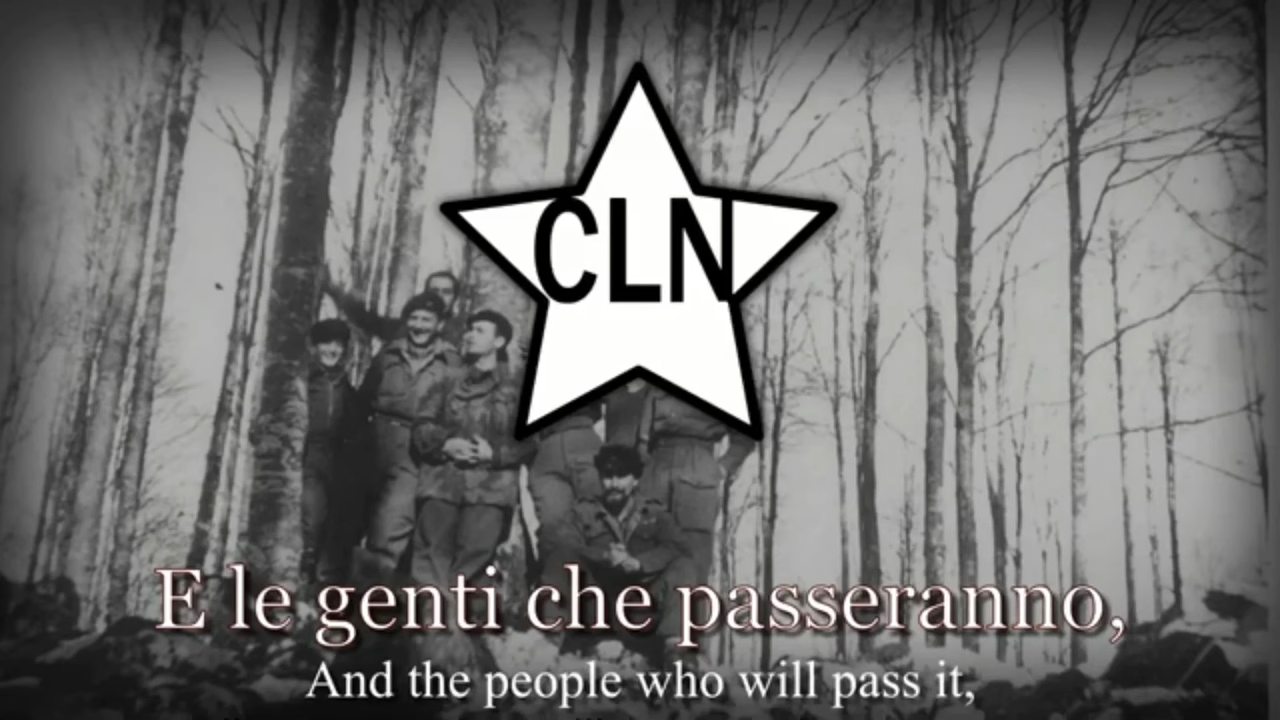 CLN
E le genti che passeranno,
And the people who will pass it,